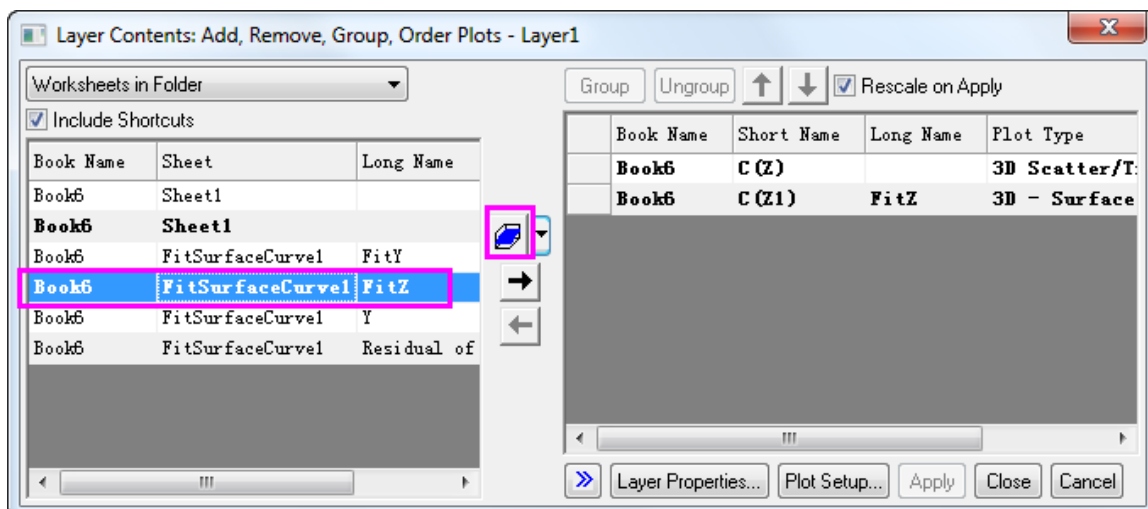 Layer Contents: Add, Remove, Group, Order Plots - Layer1
Worksheets in Folder
Include Shortcuts
Book Name Sheet Long Name
Book6 Sheet1
Book6 Sheet1
Book6 FitSurfaceCurve1 FitY
Book6 FitSurfaceCurve1 FitZ
Book6 FitSurfaceCurve1 Y
Book6 FitSurfaceCurve1 Residual of
Group Ungroup Rescale on Apply
Book Name Short Name Long Name Plot Type
Book6 C(Z) 3D Scatter/T:
Book6 C(Z1) FitZ 3D - Surface
Layer Properties... Plot Setup... Apply Close Cancel